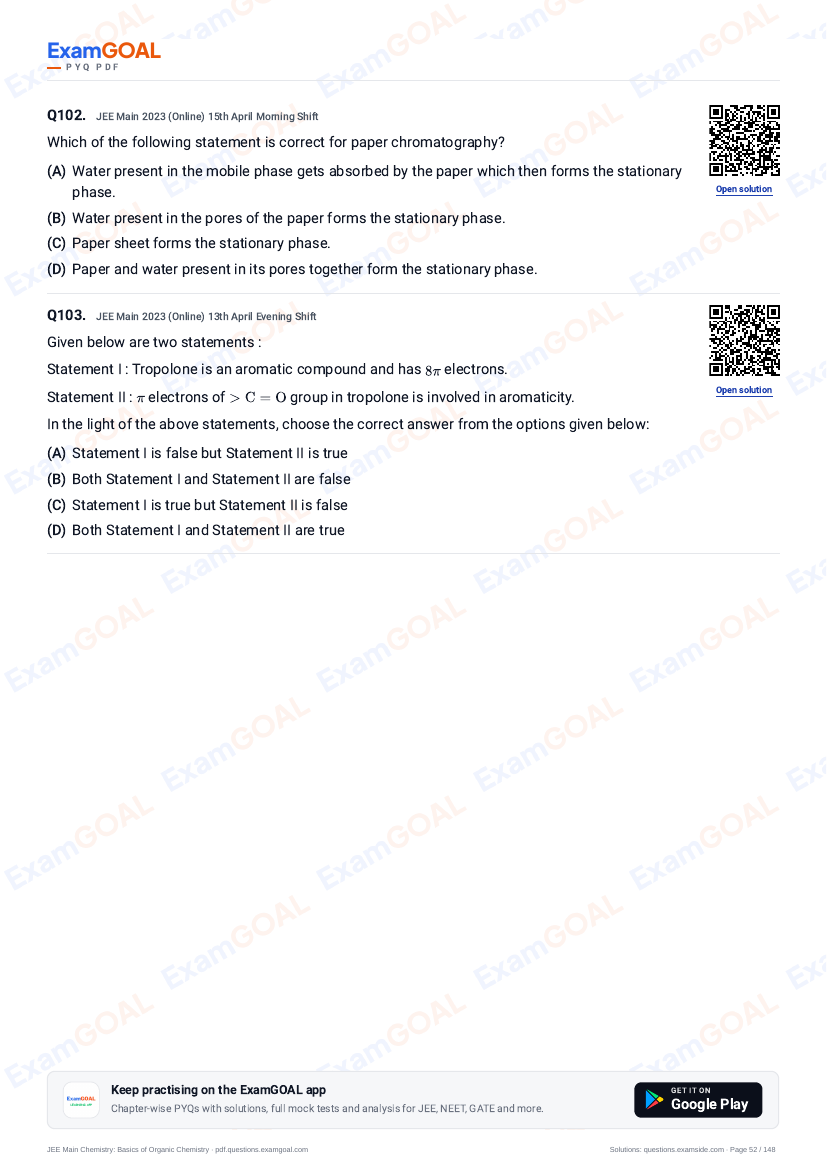 ExamGOAL
PYQ PDF
Q102. JEE Main 2023 (Online) 15th April Morning Shift
Which of the following statement is correct for paper chromatography?
(A) Water present in the mobile phase gets absorbed by the paper which then forms the stationary
phase.
(B) Water present in the pores of the paper forms the stationary phase.
(C) Paper sheet forms the stationary phase.
(D) Paper and water present in its pores together form the stationary phase.
Open solution
Q103. JEE Main 2023 (Online) 13th April Evening Shift
Given below are two statements :
Statement I : Tropolone is an aromatic compound and has 8π electrons.
Statement II : π electrons of > C = O group in tropolone is involved in aromaticity.
In the light of the above statements, choose the correct answer from the options given below:
(A) Statement I is false but Statement II is true
(B) Both Statement I and Statement II are false
(C) Statement I is true but Statement II is false
(D) Both Statement I and Statement II are true
Open solution
ExamGOAL
Keep practising on the ExamGOAL app
Chapter-wise PYQs with solutions, full mock tests and analysis for JEE, NEET, GATE and more.
GET IT ON
Google Play
JEE Main Chemistry: Basics of Organic Chemistry · pdf.questions.examgoal.com
Solutions: questions.examside.com · Page 52 / 148